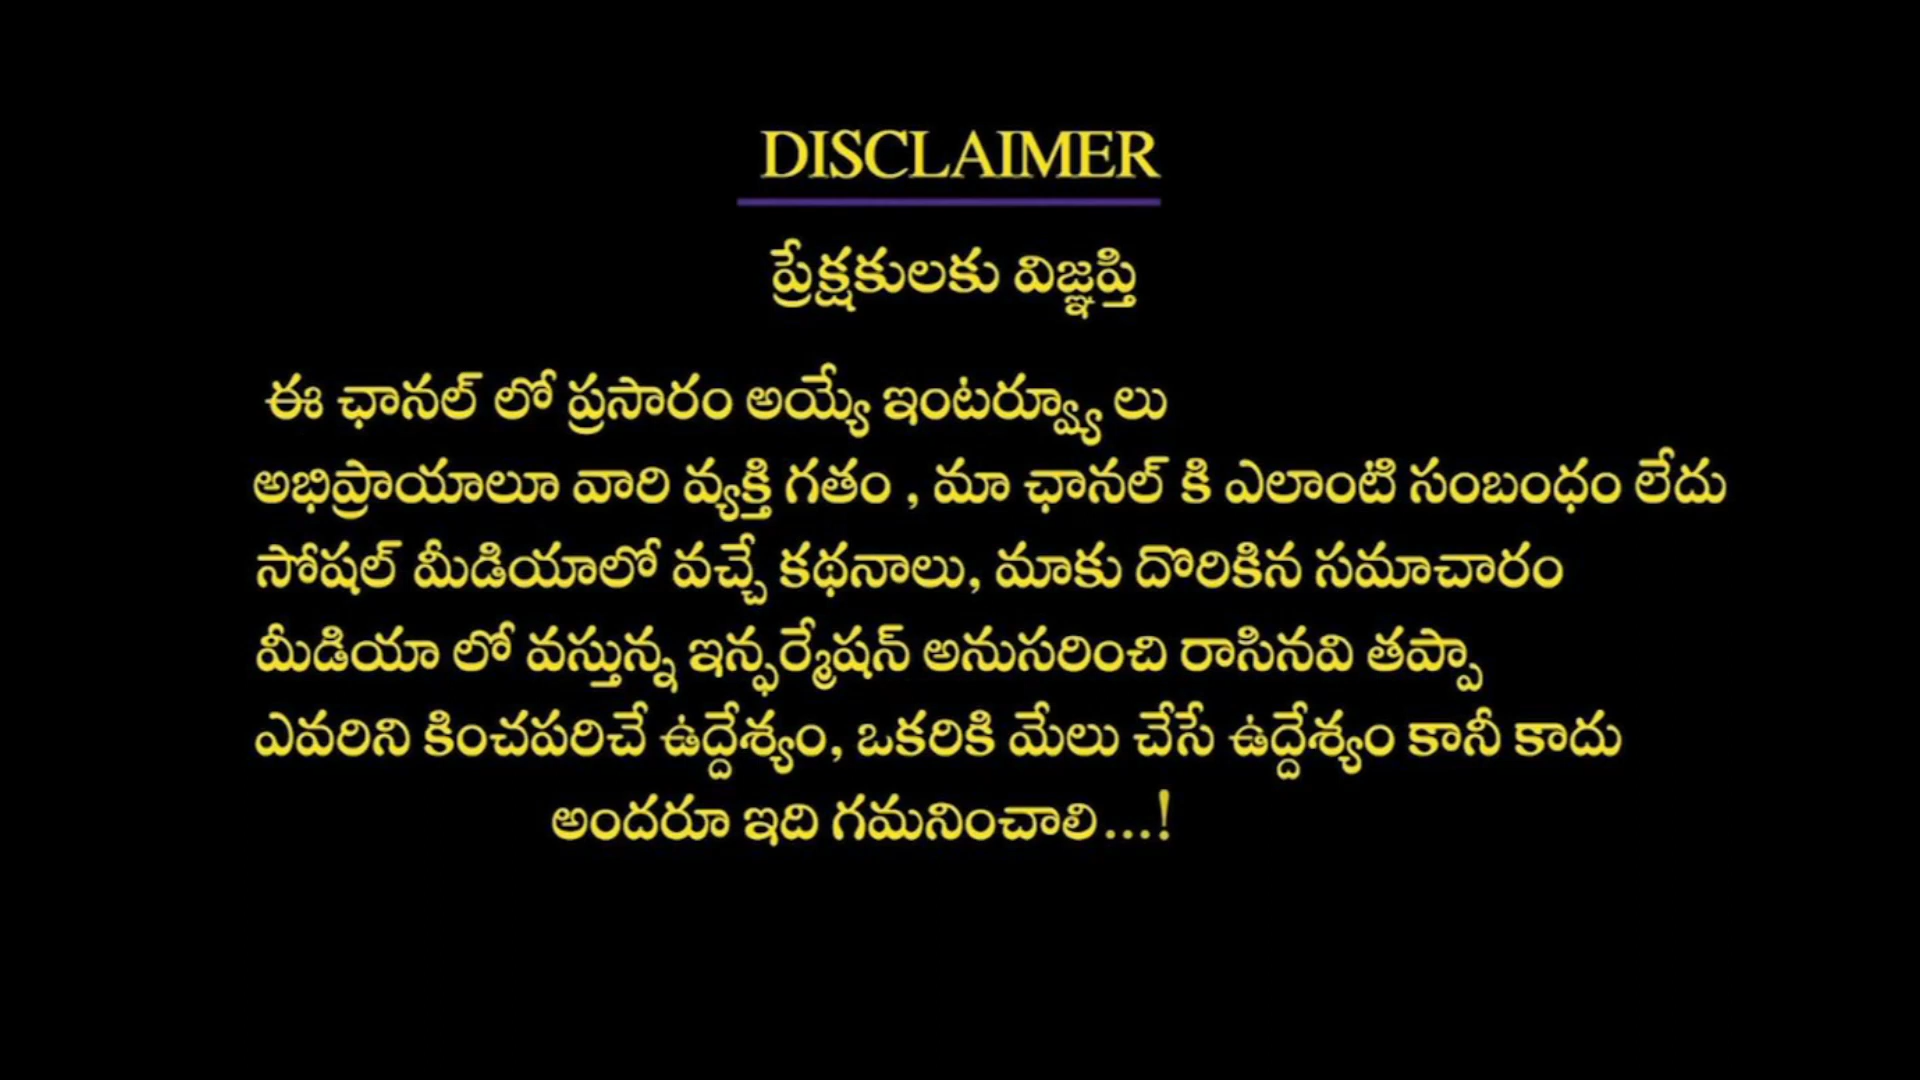 DISCLAIMER
ప్రేక్షకులకు విజ్ఞప్తి
ఈ ఛానల్ లో ప్రసారం అయ్యే ఇంటర్వ్యూ లు
అభిప్రాయాలూ వారి వ్యక్తి గతం , మా ఛానల్ కి ఎలాంటి సంబంధం లేదు
సోషల్ మీడియాలో వచ్చే కథనాలు, మాకు దొరికిన సమాచారం
మీడియా లో వస్తున్న ఇన్ఫర్మేషన్ అనుసరించి రాసినవి తప్పా
ఎవరిని కించపరిచే ఉద్దేశ్యం, ఒకరికి మేలు చేసే ఉద్దేశ్యం కానీ కాదు
అందరూ ఇది గమనించాలి...!